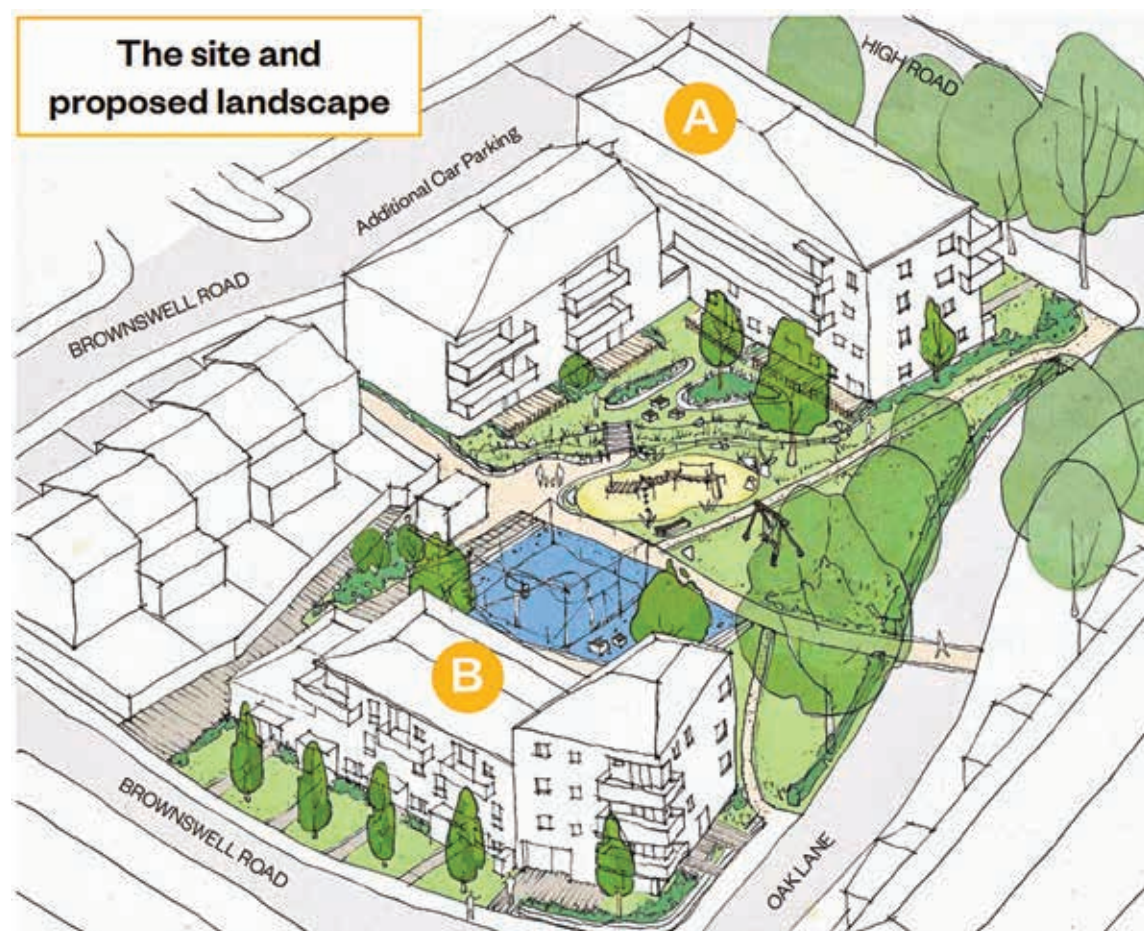 The site and
proposed landscape
HIGH ROAD
A
Additional Car Parking
BROWNSWELL ROAD
B
BROWNSWELL ROAD
OAK LANE